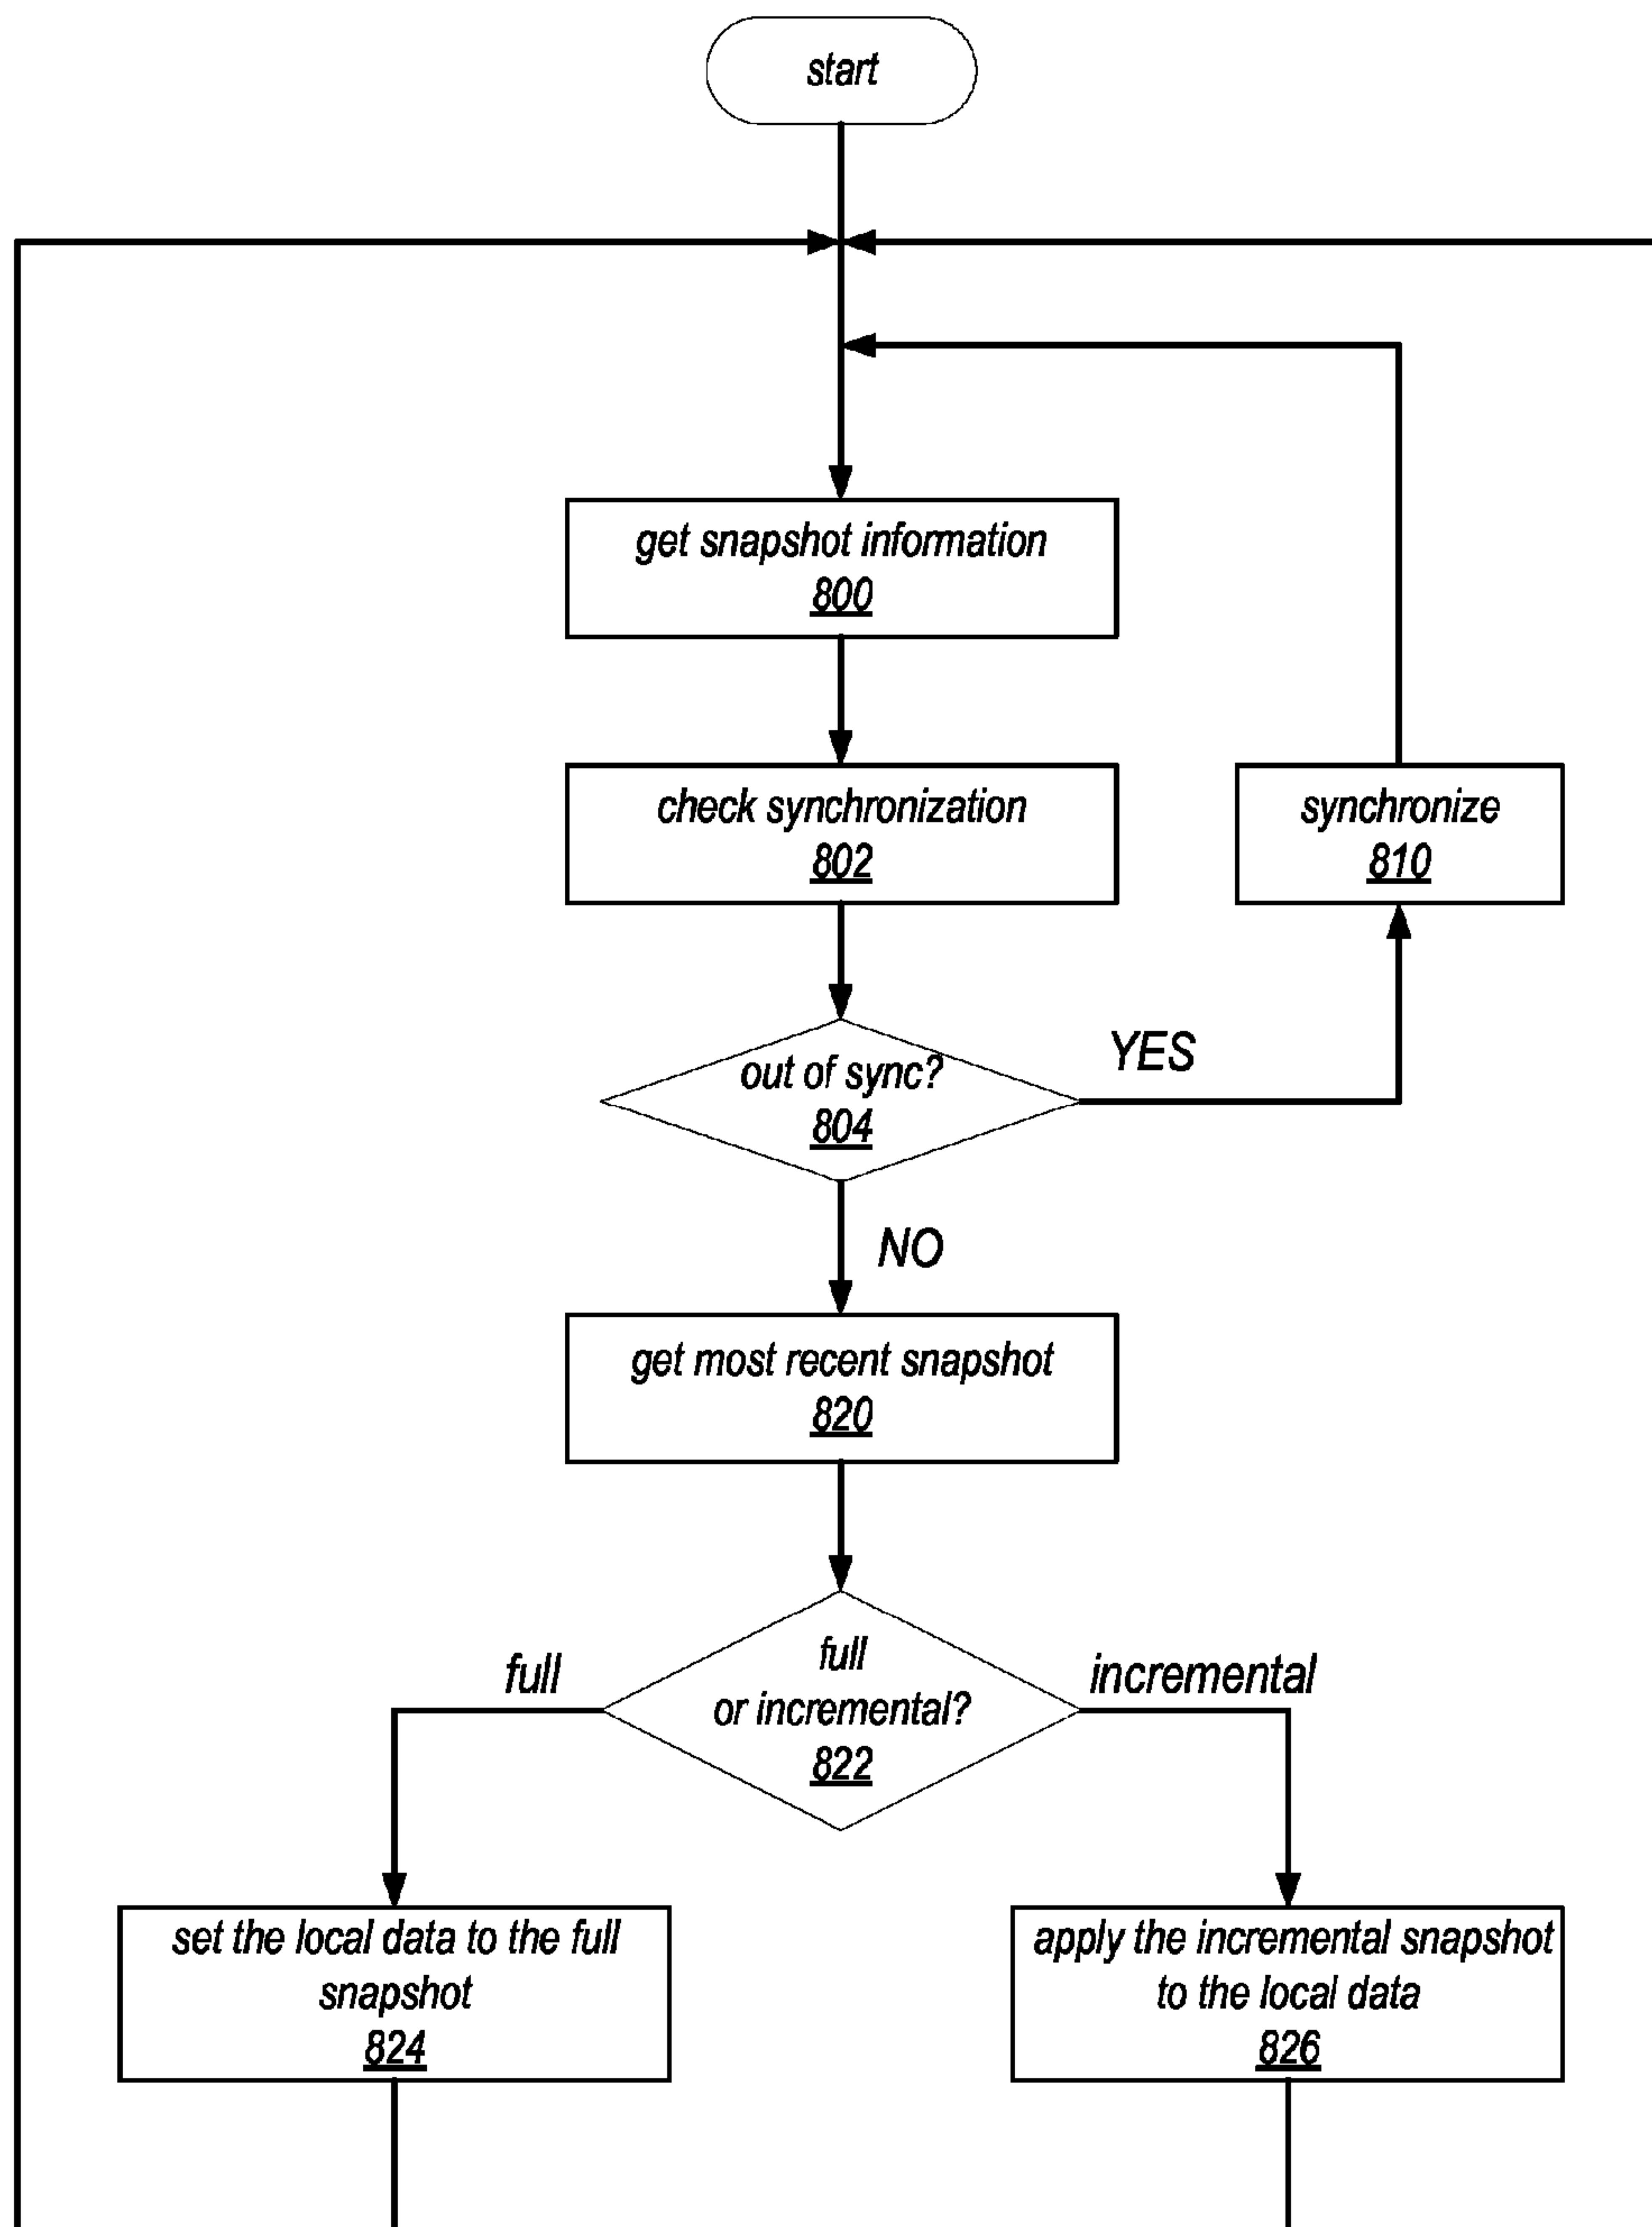 start
get snapshot information
800
check synchronization
802
synchronize
810
out of sync?
804
YES
NO
get most recent snapshot
820
full
or incremental?
822
full
incremental
set the local data to the full
snapshot
824
apply the incremental snapshot
to the local data
826